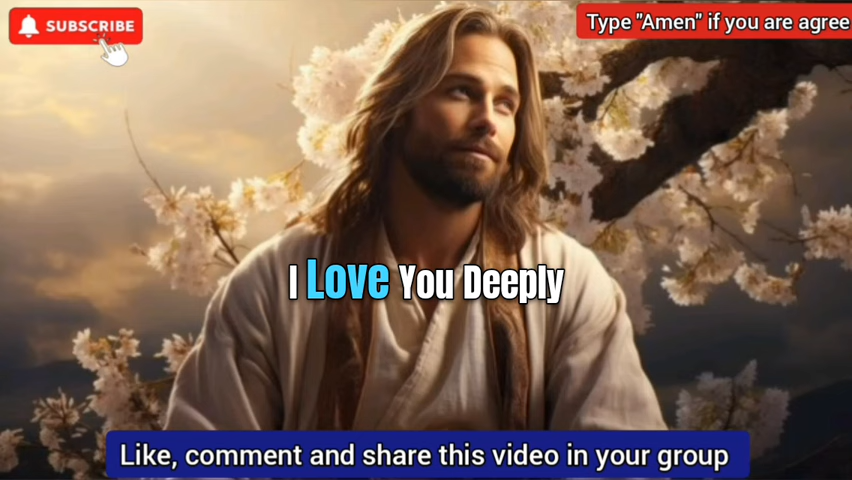 SUBSCRIBE
Type "Amen" if you are agree
I Love You Deeply
Like, comment and share this video in your group